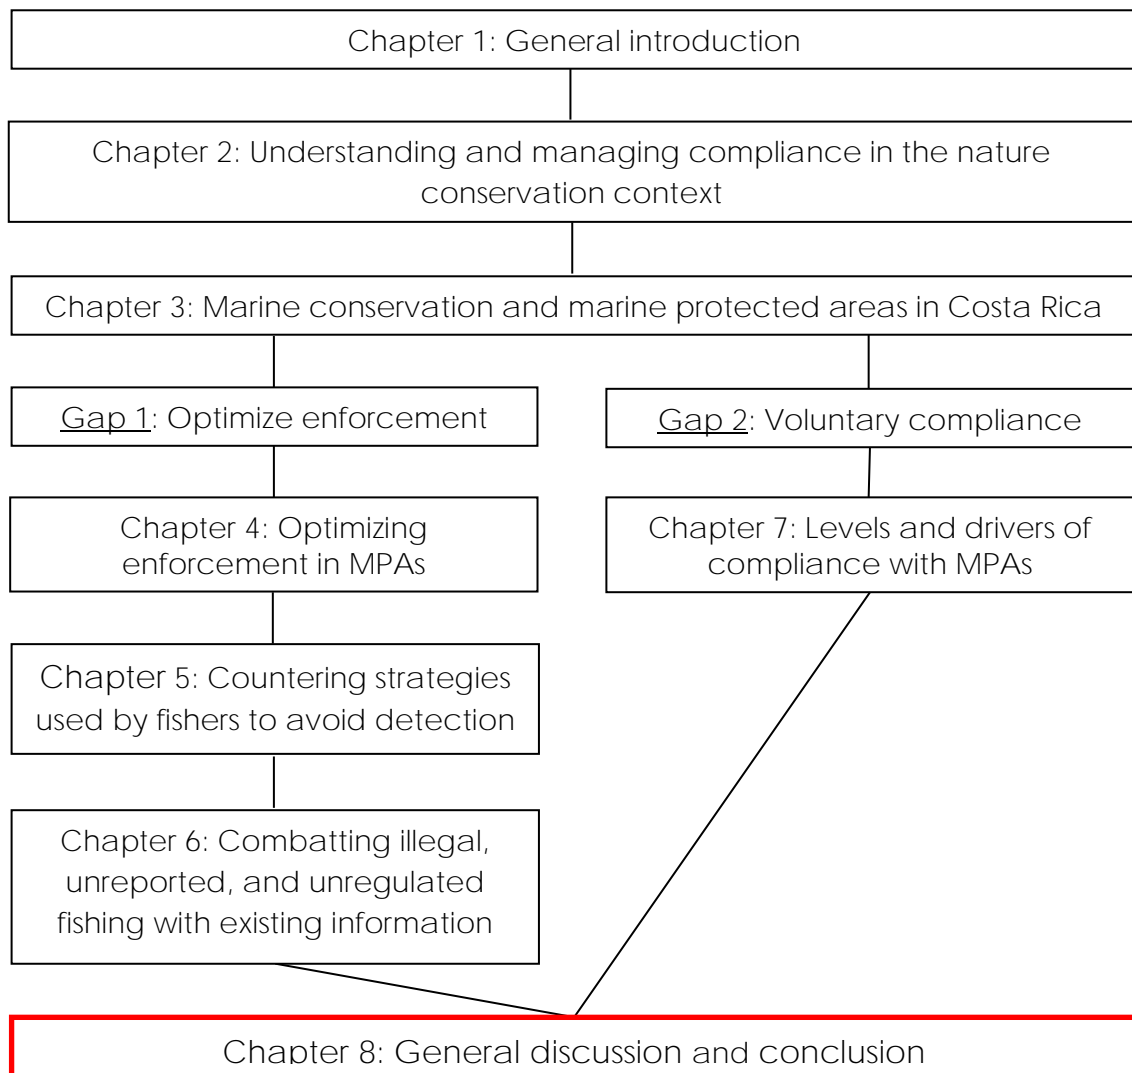 Chapter 1: General introduction
Chapter 2: Understanding and managing compliance in the nature
conservation context
Chapter 3: Marine conservation and marine protected areas in Costa Rica
Gap 1: Optimize enforcement
Gap 2: Voluntary compliance
Chapter 4: Optimizing
enforcement in MPAs
Chapter 7: Levels and drivers of
compliance with MPAs
Chapter 5: Countering strategies
used by fishers to avoid detection
Chapter 6: Combatting illegal,
unreported, and unregulated
fishing with existing information
Chapter 8: General discussion and conclusion